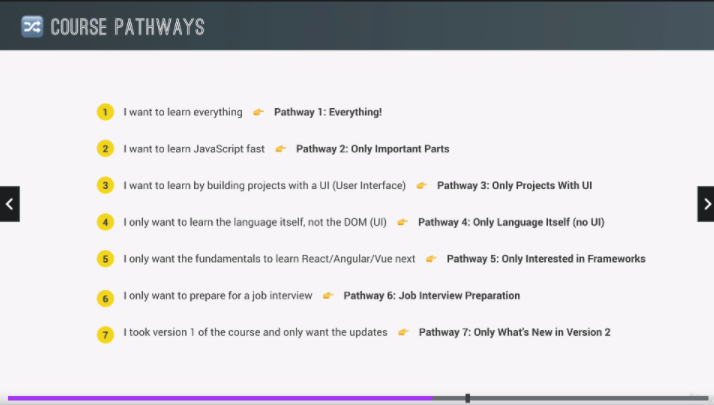 COURSE PATHWAYS
1 I want to learn everything 👉 Pathway 1: Everything!
2 I want to learn JavaScript fast 👉 Pathway 2: Only Important Parts
3 I want to learn by building projects with a UI (User Interface) 👉 Pathway 3: Only Projects With UI
4 I only want to learn the language itself, not the DOM (UI) 👉 Pathway 4: Only Language Itself (no UI)
5 I only want the fundamentals to learn React/Angular/Vue next 👉 Pathway 5: Only Interested in Frameworks
6 I only want to prepare for a job interview 👉 Pathway 6: Job Interview Preparation
7 I took version 1 of the course and only want the updates 👉 Pathway 7: Only What's New in Version 2